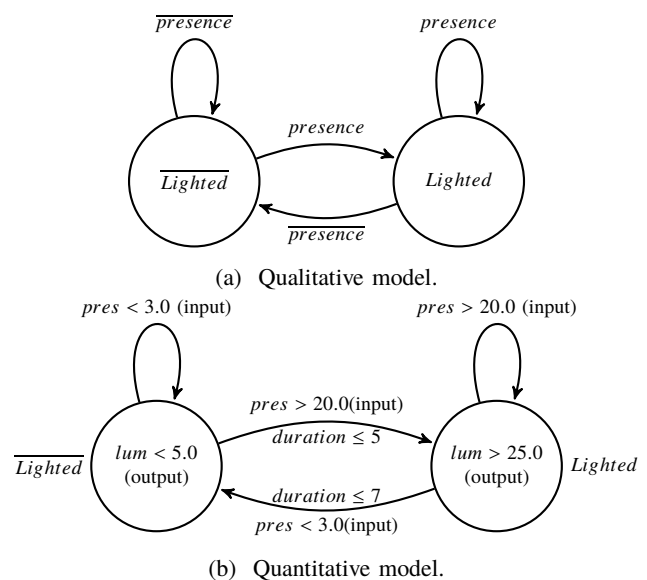 presence presence
presence
Lighted Lighted
presence
(a) Qualitative model.
pres < 3.0 (input) pres > 20.0 (input)
pres > 20.0(input)
duration ≤ 5
lum < 5.0
(output)
Lighted
lum > 25.0
(output)
Lighted
duration ≤ 7
pres < 3.0(input)
(b) Quantitative model.